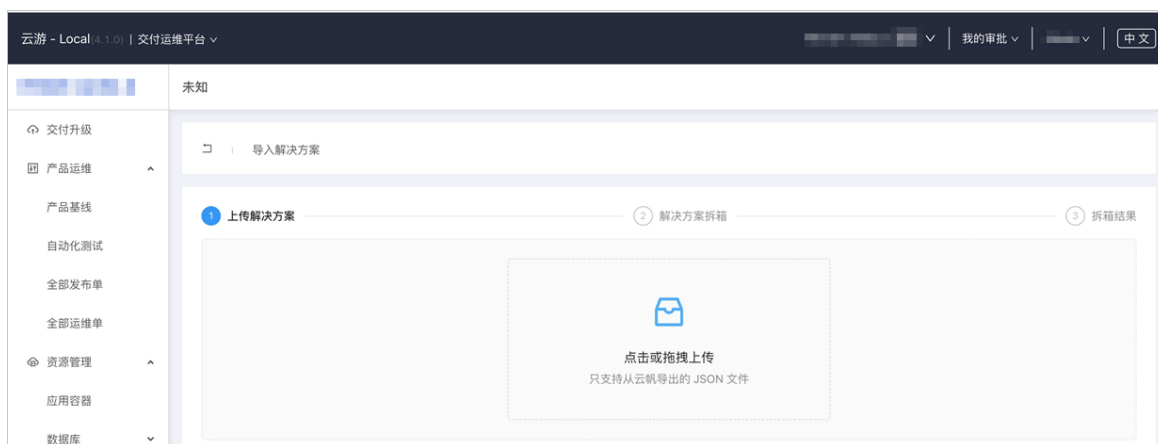 云游 - Local(4.1.0) | 交付运维平台
我的审批
中文
未知
交付升级
导入解决方案
产品运维
产品基线
1 上传解决方案
2 解决方案拆箱
3 拆箱结果
自动化测试
全部发布单
全部运维单
资源管理
点击或拖拽上传
只支持从云帆导出的 JSON 文件
应用容器
数据库